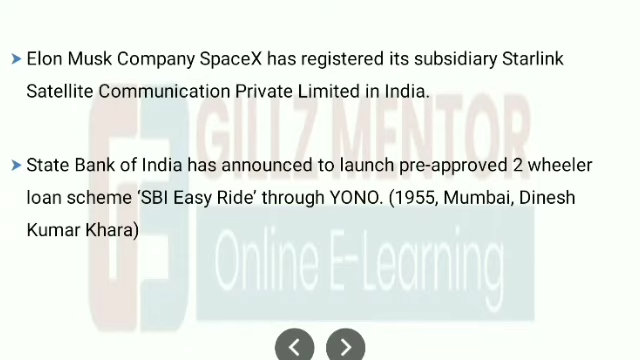 Elon Musk Company SpaceX has registered its subsidiary Starlink
Satellite Communication Private Limited in India.
GILLZ MENTOR
State Bank of India has announced to launch pre-approved 2 wheeler
loan scheme ‘SBI Easy Ride’ through YONO. (1955, Mumbai, Dinesh
Kumar Khara)
Online E-Learning